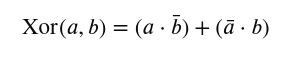 Xor(a, b) = (a · b̄) + (ā · b)